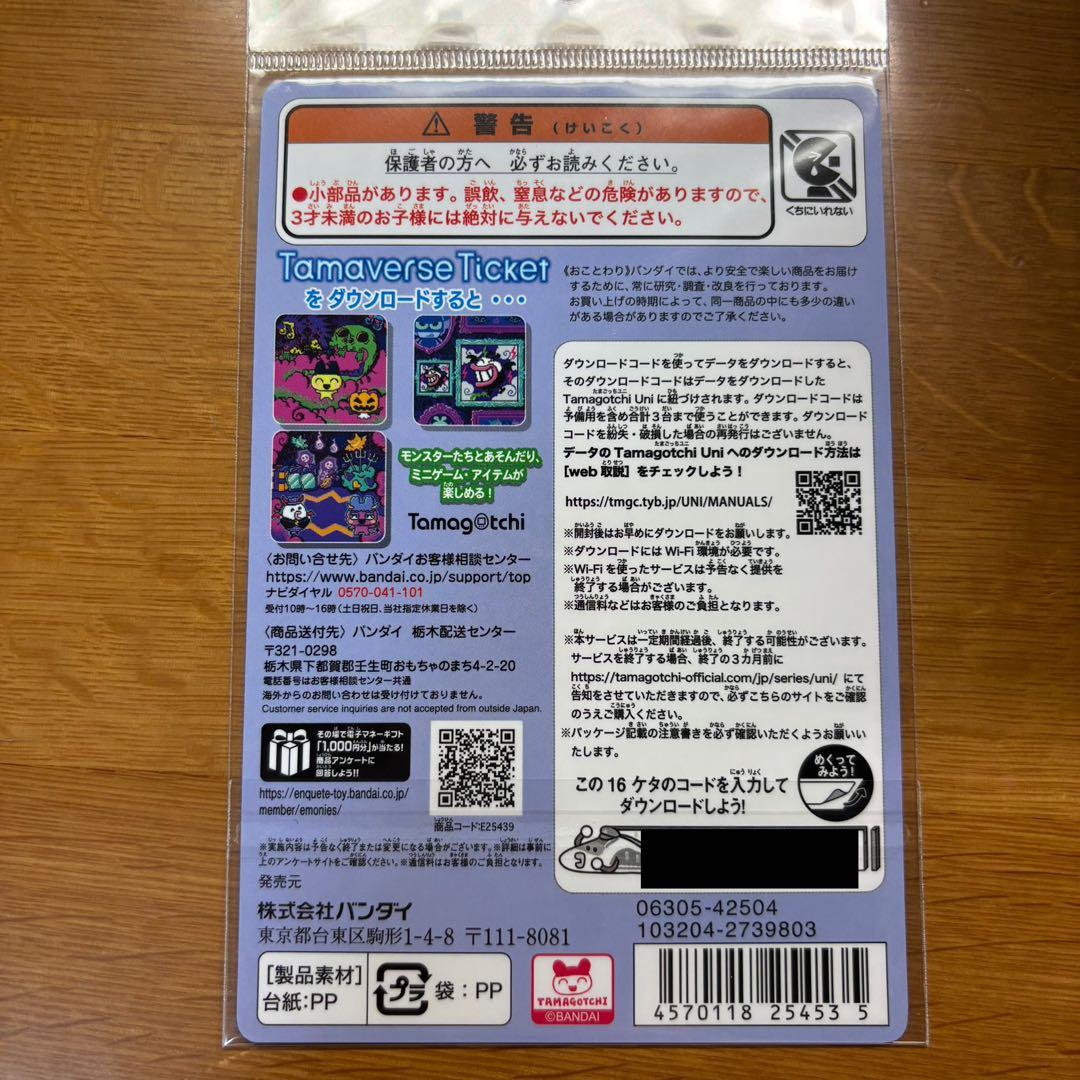 ⚠ 警告 (けいこく)
保護者の方へ 必ずお読みください。
●小部品があります。誤飲、窒息などの危険がありますので、
3才未満のお子様には絶対に与えないでください。
くちにいれない
Tamaverse Ticket
を ダウンロードすると・・・
《おことわり》バンダイでは、より安全で楽しい商品をお届け
するために、常に研究・調査・改良を行っております。
お買い上げの時期によって、同一商品の中にも多少の違い
がある場合がありますのでご了承ください。
モンスターたちとあそんだり、
ミニゲーム・アイテムが
楽しめる!
Tamagotchi
〈お問い合せ先〉バンダイお客様相談センター
https://www.bandai.co.jp/support/top
ナビダイヤル 0570-041-101
受付10時〜16時(土日祝日、当社指定休業日を除く)
〈商品送付先〉バンダイ 栃木配送センター
〒321-0298
栃木県下都賀郡壬生町おもちゃのまち4-2-20
電話番号はお客様相談センター共通
海外からのお問い合わせは受け付けておりません。
Customer service inquiries are not accepted from outside Japan.
その場で電子マネーギフト
「1,000円分」が当たる!
商品アンケートに
回答しよう!!
https://enquete-toy.bandai.co.jp/
member/emonies/
商品コード:E25439
※実施内容は予告なく終了または変更になる場合がございます。※詳細は事前に
上のアンケートサイトをご確認ください。※通信料はお客様のご負担となります。
ダウンロードコードを使ってデータをダウンロードすると、
そのダウンロードコードはデータをダウンロードした
Tamagotchi Uni に紐づけされます。ダウンロードコードは
予備用を含め合計3台まで使うことができます。ダウンロード
コードを紛失・破損した場合の再発行はございません。
データの Tamagotchi Uni へのダウンロード方法は
[web 取説] をチェックしよう!
https://tmgc.tyb.jp/UNI/MANUALS/
※開封後はお早めにダウンロードをお願いします。
※ダウンロードには Wi-Fi 環境が必要です。
※Wi-Fi を使ったサービスは予告なく提供を
終了する場合がございます。
※通信料などはお客様のご負担となります。
※本サービスは一定期間経過後、終了する可能性がございます。
サービスを終了する場合、終了の3カ月前に
https://tamagotchi-official.com/jp/series/uni/ にて
告知をさせていただきますので、必ずこちらのサイトをご確認
のうえご購入ください。
※パッケージ記載の注意書きを必ず確認いただくようお願いい
たします。
めくって
みよう!
この 16 ケタのコードを入力して
ダウンロードしよう!
発売元
株式会社バンダイ
東京都台東区駒形1-4-8 〒111-8081
06305-42504
103204-2739803
[製品素材]
台紙:PP
プラ
袋:PP
TAMAGOTCHI
©BANDAI
4570118 25453 5